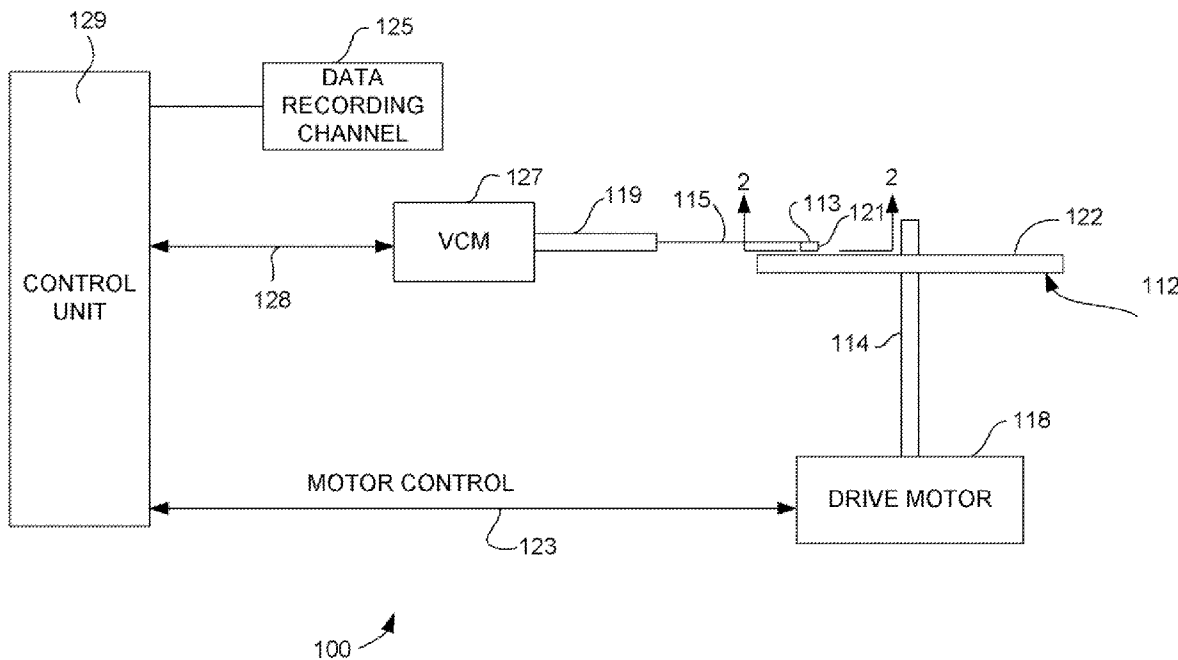 129
125
DATA
RECORDING
CHANNEL
127
119
115
2
113
121
2
122
VCM
128
CONTROL
UNIT
112
114
118
MOTOR CONTROL
DRIVE MOTOR
123
100